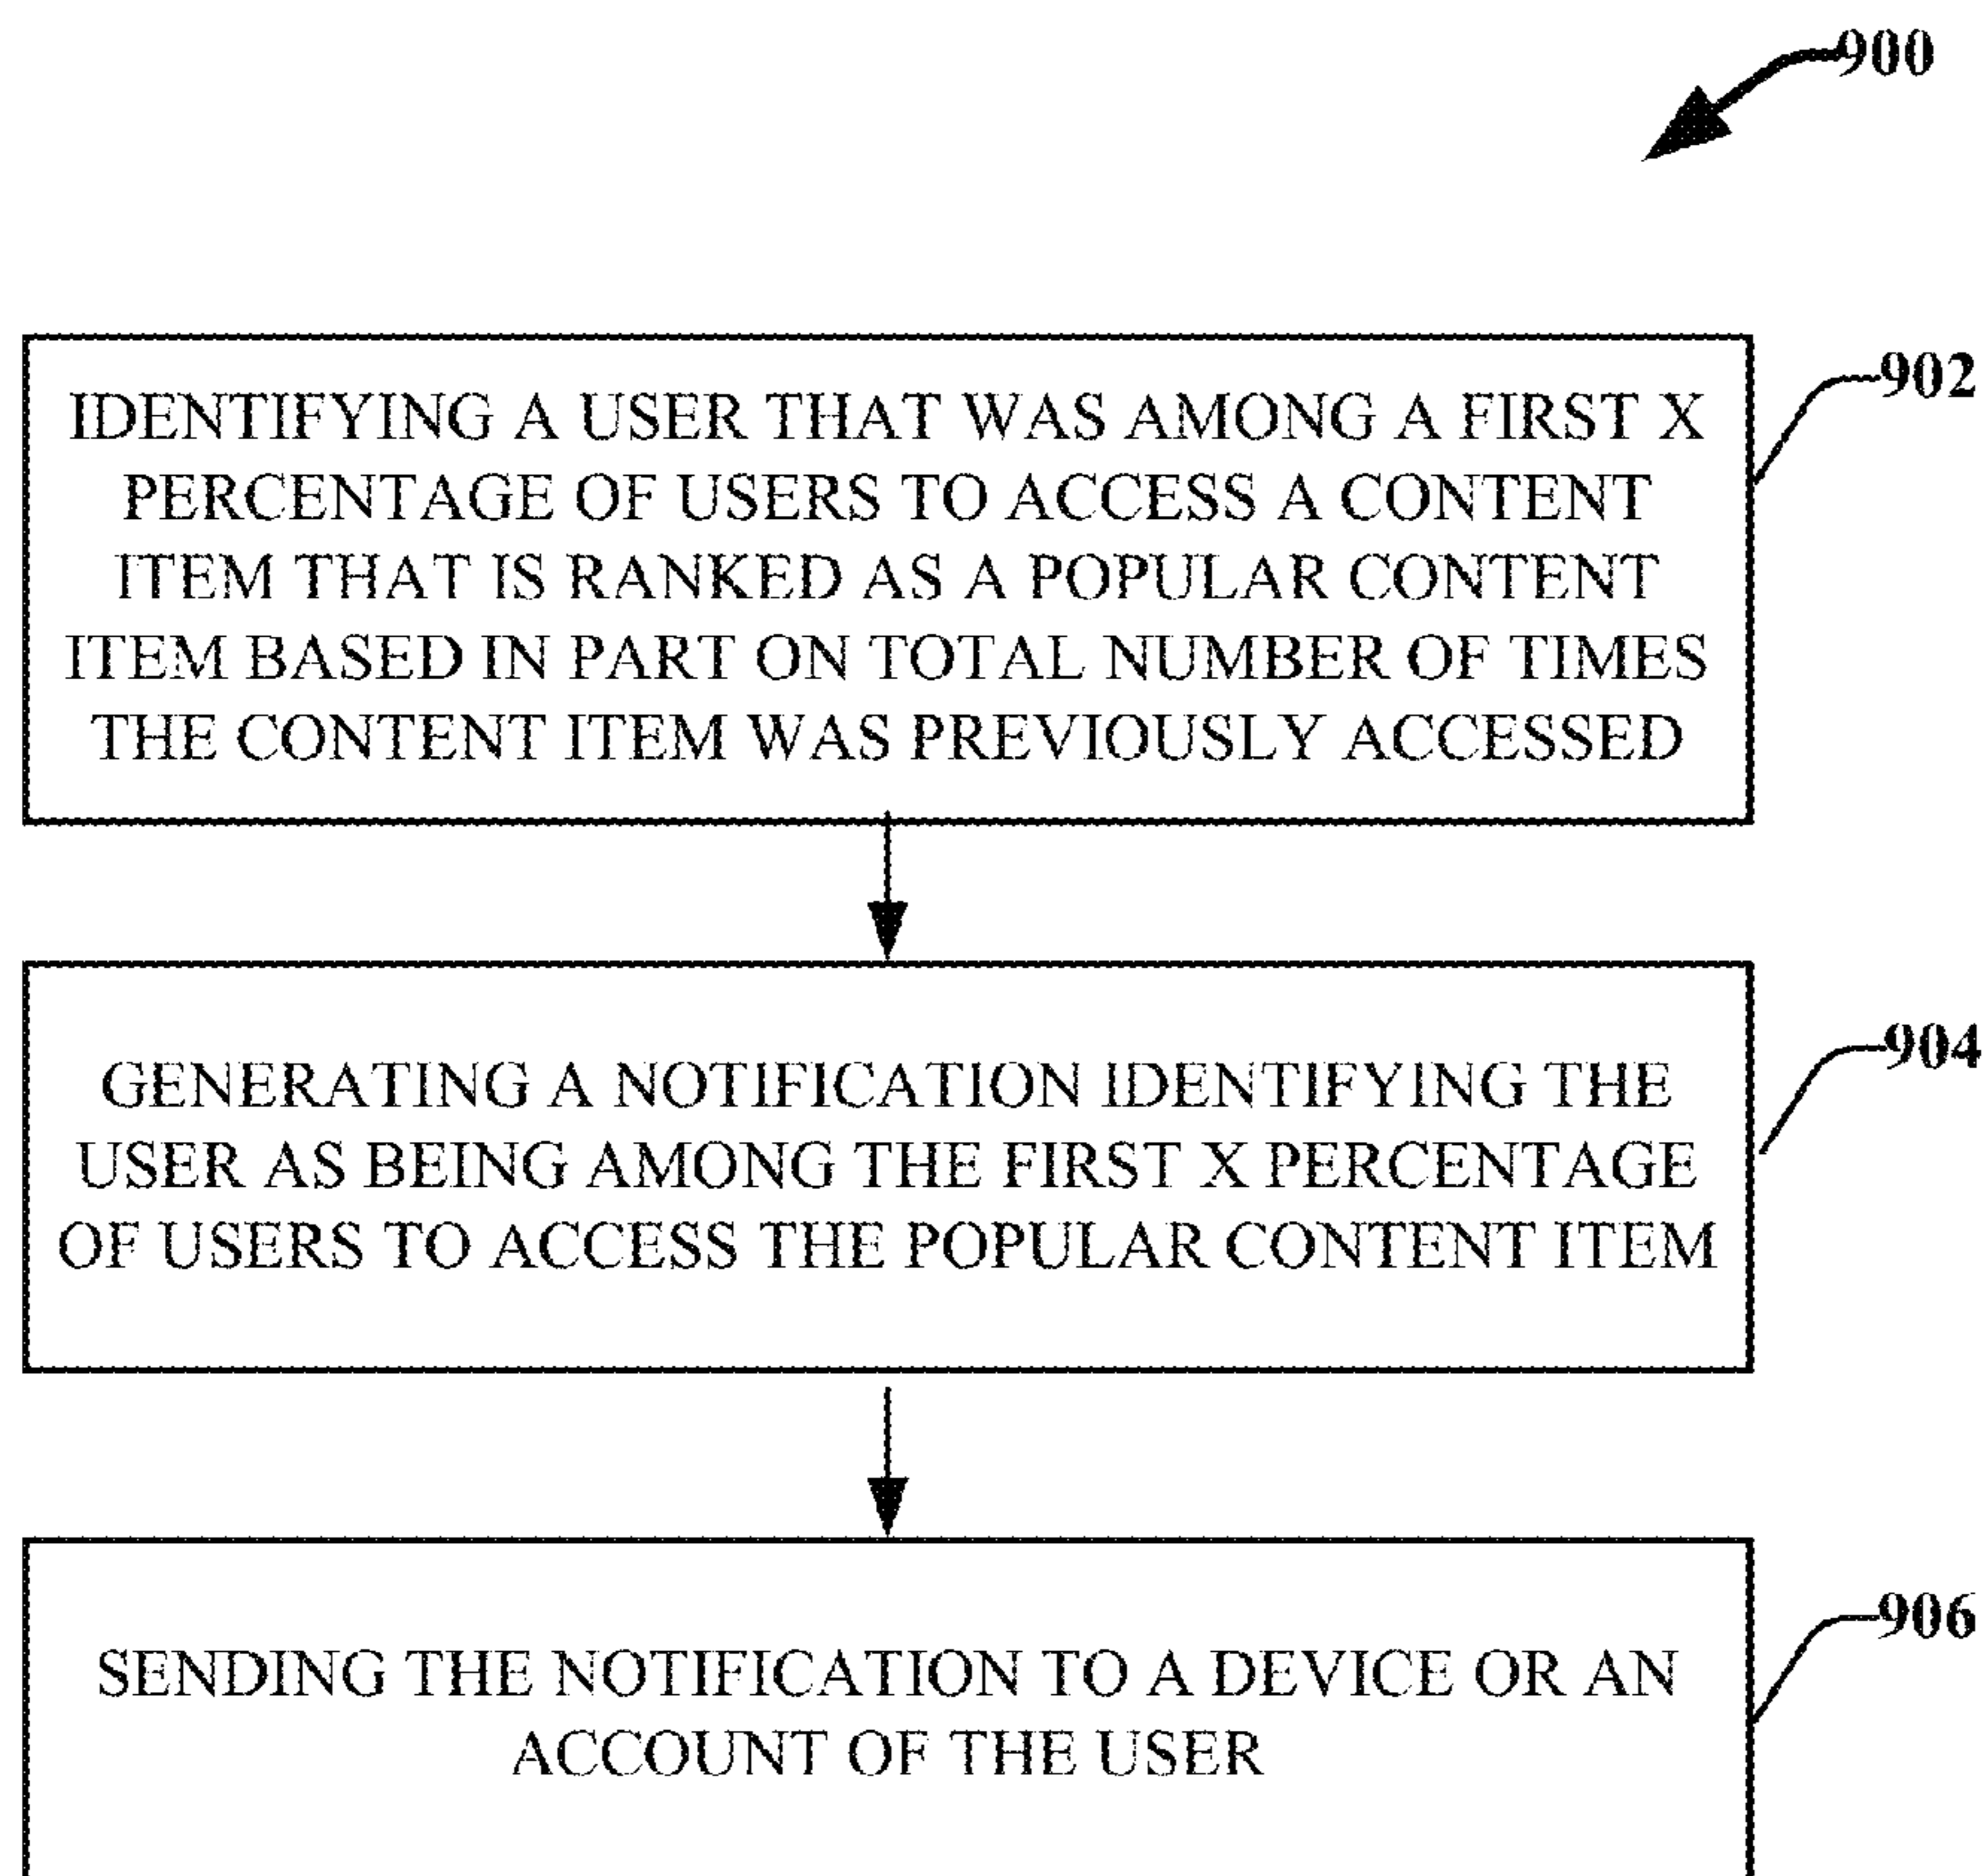 900
902
IDENTIFYING A USER THAT WAS AMONG A FIRST X
PERCENTAGE OF USERS TO ACCESS A CONTENT
ITEM THAT IS RANKED AS A POPULAR CONTENT
ITEM BASED IN PART ON TOTAL NUMBER OF TIMES
THE CONTENT ITEM WAS PREVIOUSLY ACCESSED
904
GENERATING A NOTIFICATION IDENTIFYING THE
USER AS BEING AMONG THE FIRST X PERCENTAGE
OF USERS TO ACCESS THE POPULAR CONTENT ITEM
906
SENDING THE NOTIFICATION TO A DEVICE OR AN
ACCOUNT OF THE USER